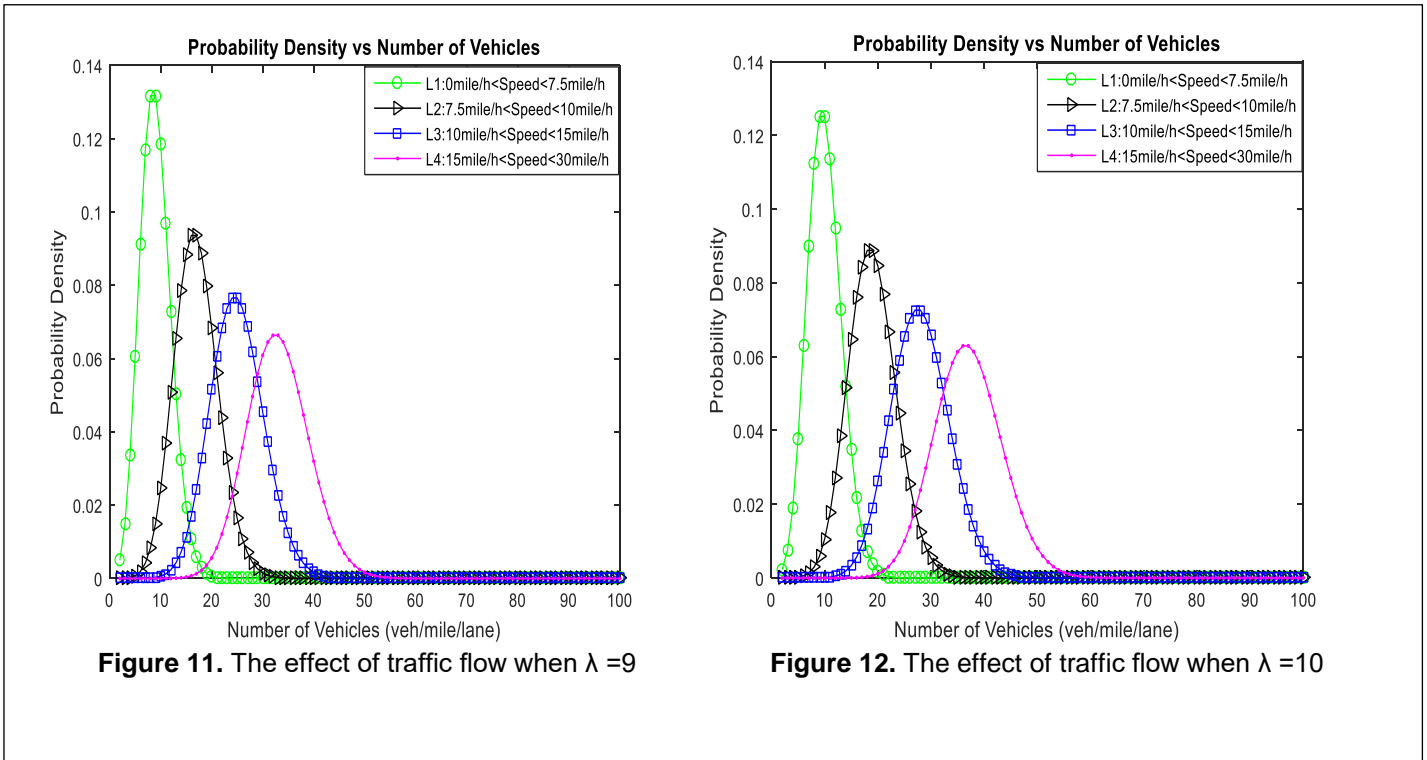 Probability Density vs Number of Vehicles
0.14
0.12
0.1
0.08
0.06
0.04
0.02
0
Probability Density
L1:0mile/h<Speed<7.5mile/h
L2:7.5mile/h<Speed<10mile/h
L3:10mile/h<Speed<15mile/h
L4:15mile/h<Speed<30mile/h
0 10 20 30 40 50 60 70 80 90 100
Number of Vehicles (veh/mile/lane)
Figure 11. The effect of traffic flow when λ =9
Probability Density vs Number of Vehicles
0.14
0.12
0.1
0.08
0.06
0.04
0.02
0
Probability Density
L1:0mile/h<Speed<7.5mile/h
L2:7.5mile/h<Speed<10mile/h
L3:10mile/h<Speed<15mile/h
L4:15mile/h<Speed<30mile/h
0 10 20 30 40 50 60 70 80 90 100
Number of Vehicles (veh/mile/lane)
Figure 12. The effect of traffic flow when λ =10